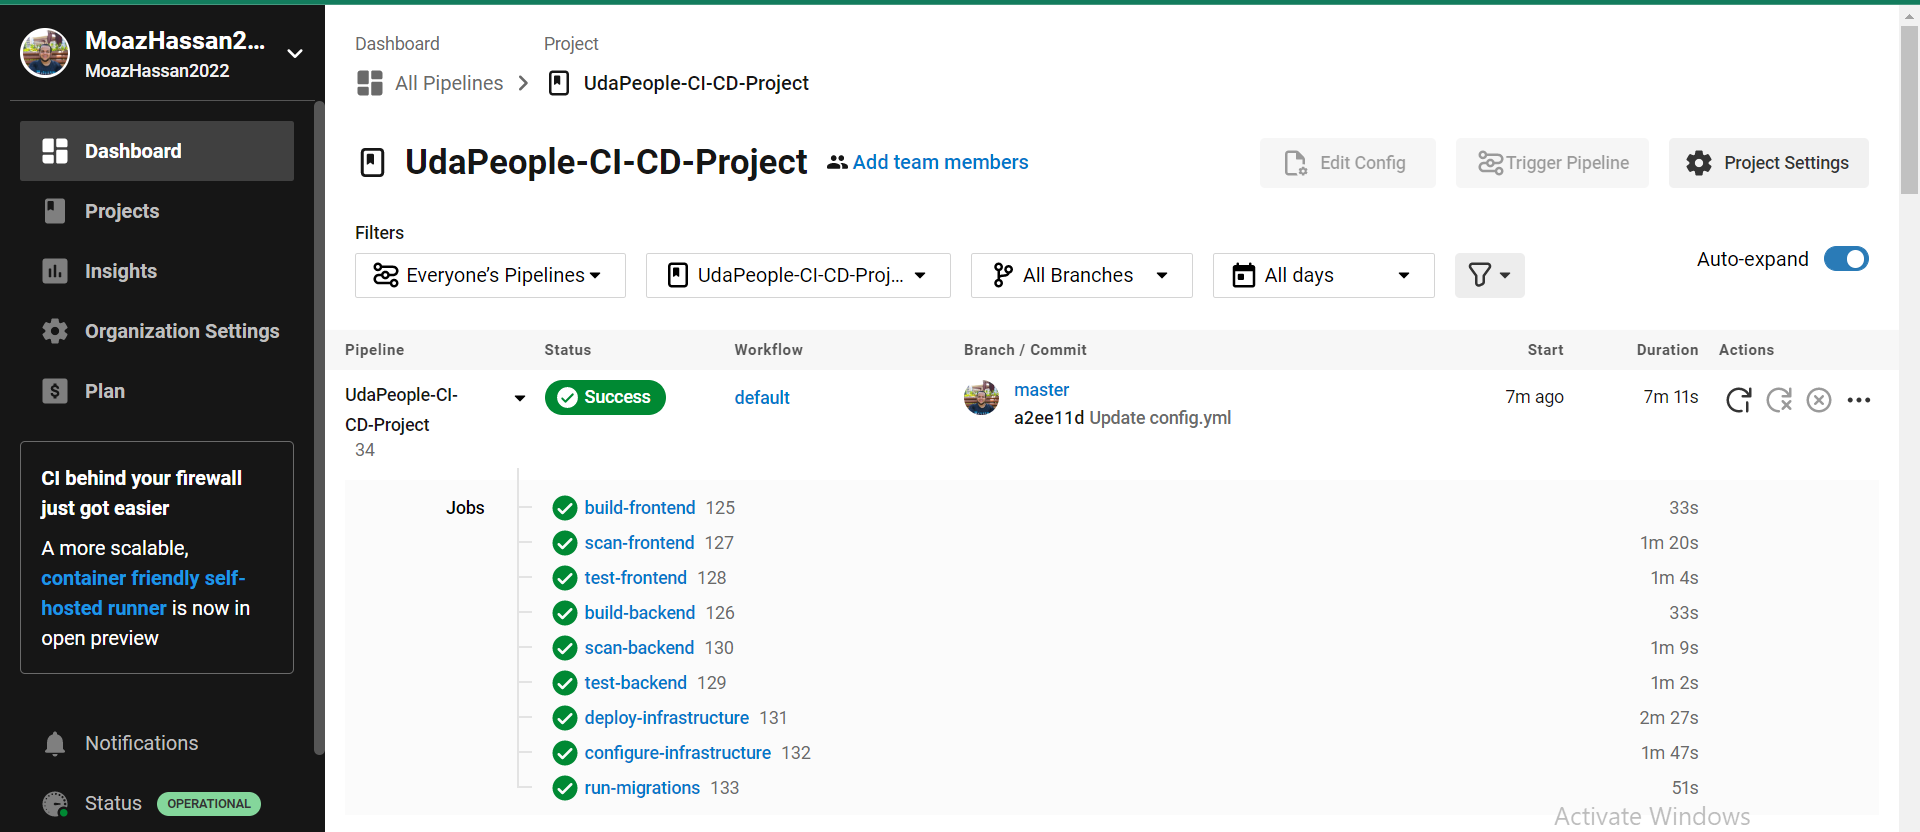 MoazHassan2...
MoazHassan2022
Dashboard
Projects
Insights
Organization Settings
Plan
CI behind your firewall
just got easier
A more scalable,
container friendly self-
hosted runner is now in
open preview
Notifications
Status OPERATIONAL
Dashboard Project
All Pipelines UdaPeople-CI-CD-Project
UdaPeople-CI-CD-Project Add team members Edit Config Trigger Pipeline Project Settings
Filters
Everyone’s Pipelines UdaPeople-CI-CD-Proj... All Branches All days Auto-expand
Pipeline Status Workflow Branch / Commit Start Duration Actions
UdaPeople-CI-
CD-Project
34
Success default
master
a2ee11d Update config.yml
7m ago 7m 11s
Jobs
build-frontend 125 33s
scan-frontend 127 1m 20s
test-frontend 128 1m 4s
build-backend 126 33s
scan-backend 130 1m 9s
test-backend 129 1m 2s
deploy-infrastructure 131 2m 27s
configure-infrastructure 132 1m 47s
run-migrations 133 51s
Activate Windows